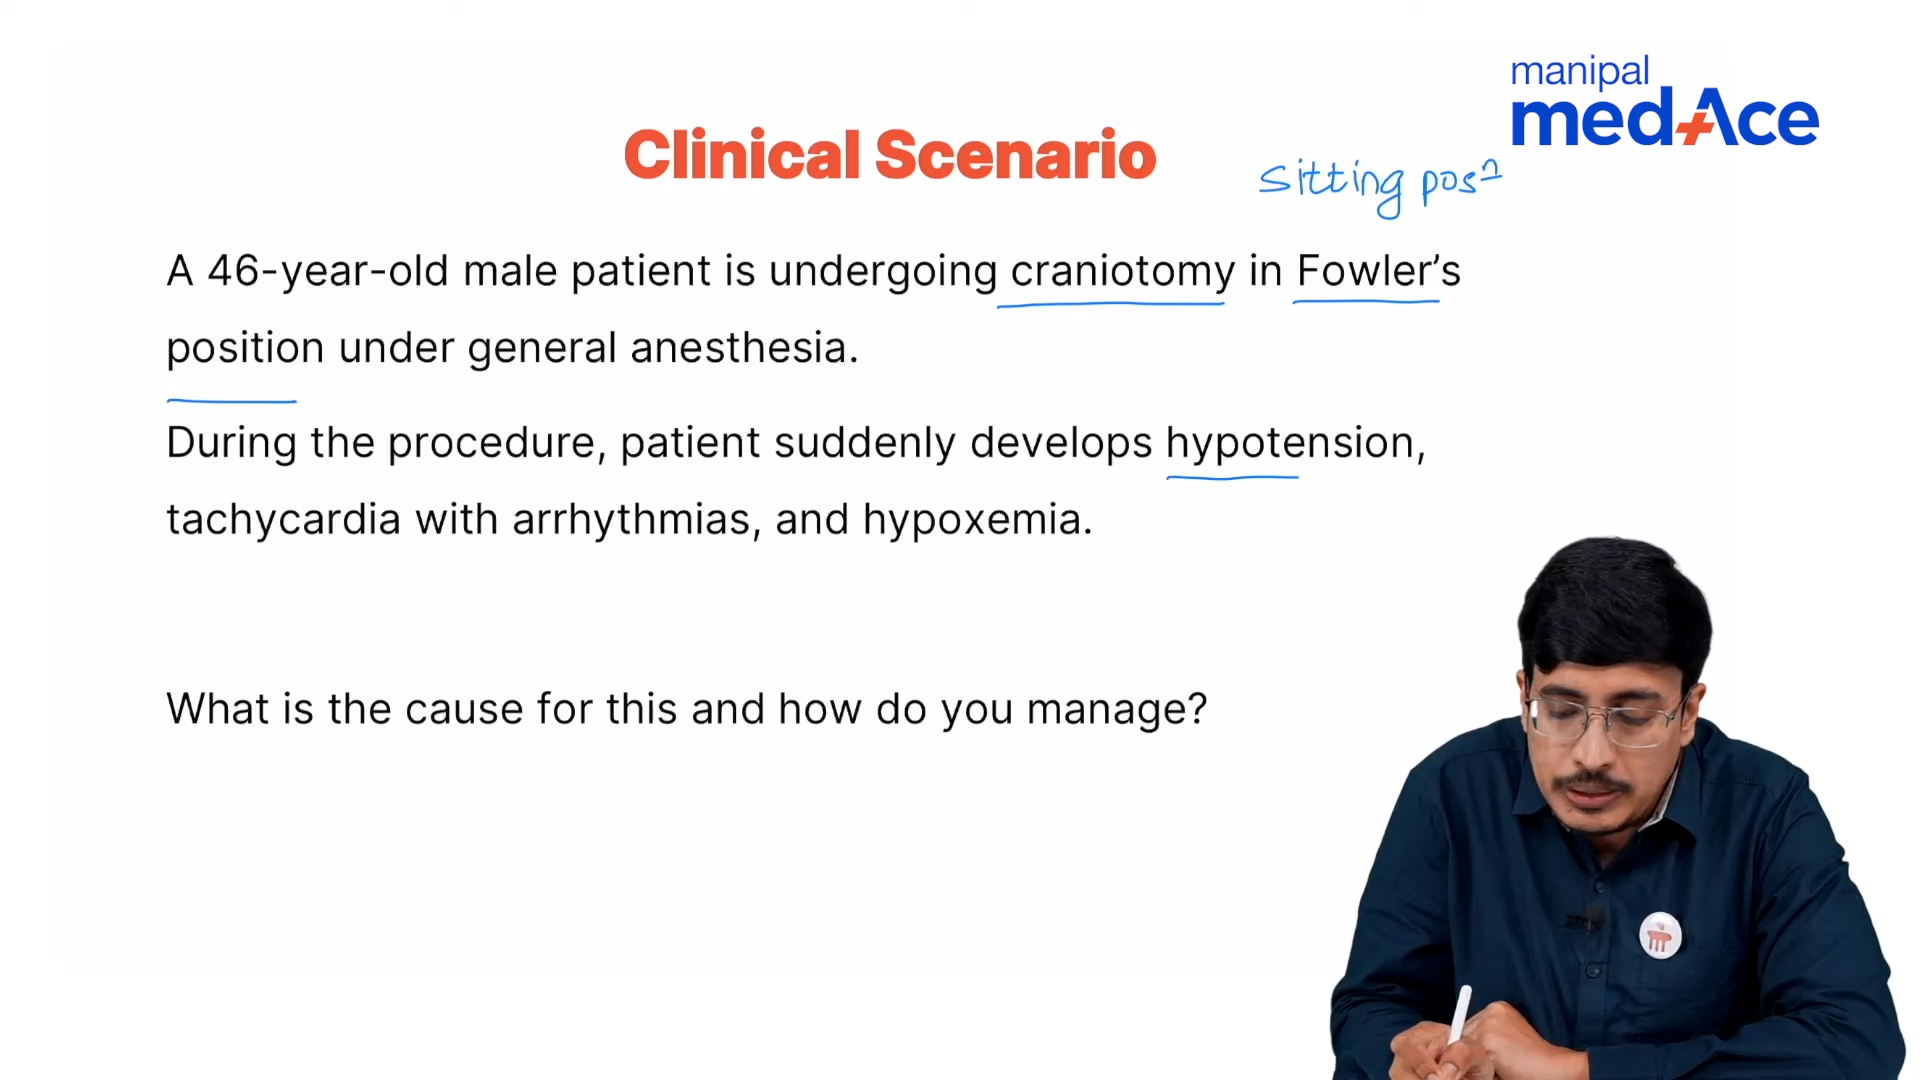 manipal
medAce
Clinical Scenario
Sitting posn
A 46-year-old male patient is undergoing craniotomy in Fowler’s
position under general anesthesia.
During the procedure, patient suddenly develops hypotension,
tachycardia with arrhythmias, and hypoxemia.
What is the cause for this and how do you manage?